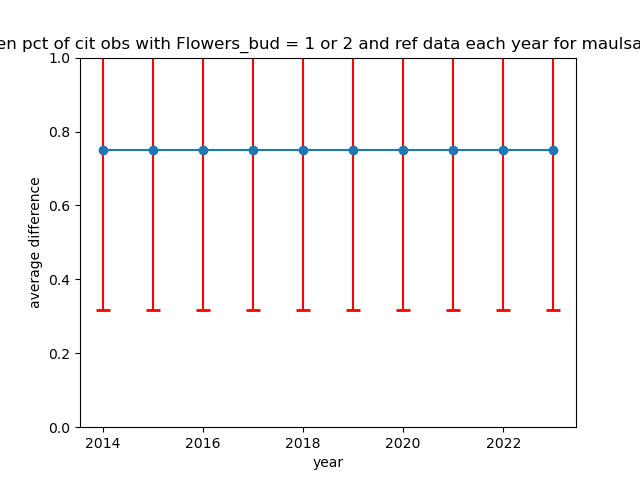 en pct of cit obs with Flowers_bud = 1 or 2 and ref data each year for maulsa
1.0
0.8
0.6
0.4
0.2
0.0
average difference
2014 2016 2018 2020 2022
year